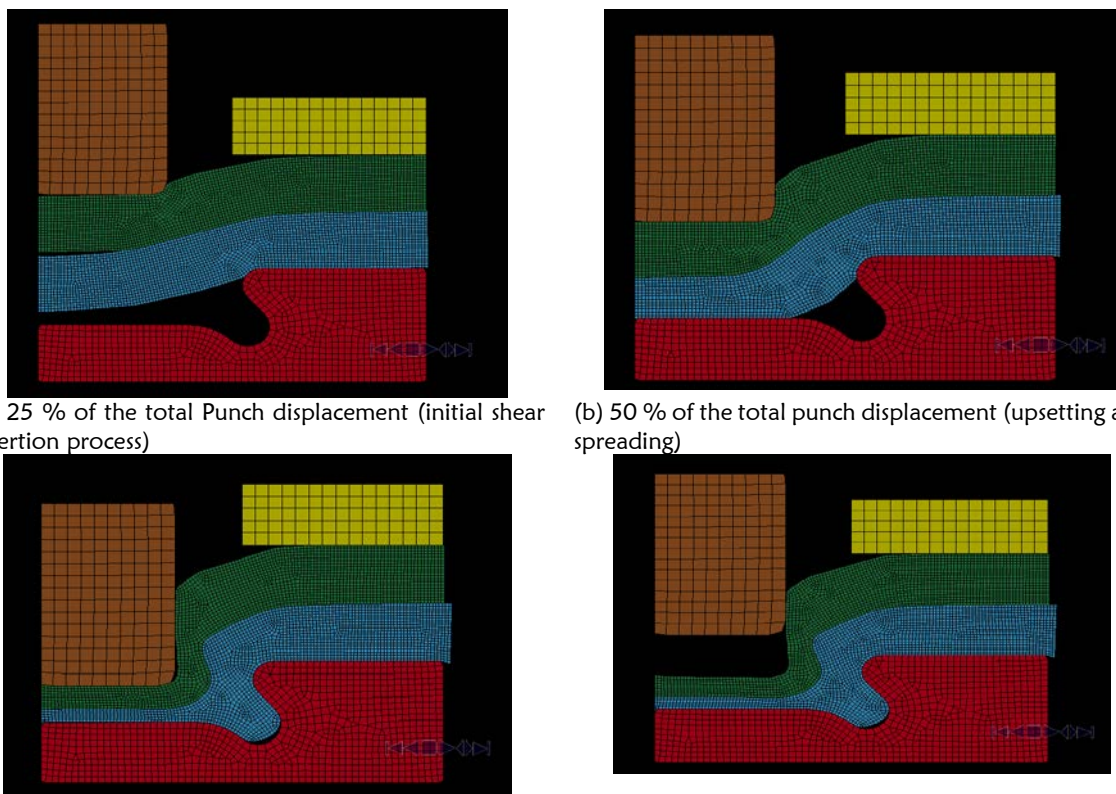 25 % of the total Punch displacement (initial shear
ertion process)
(b) 50 % of the total punch displacement (upsetting a
spreading)